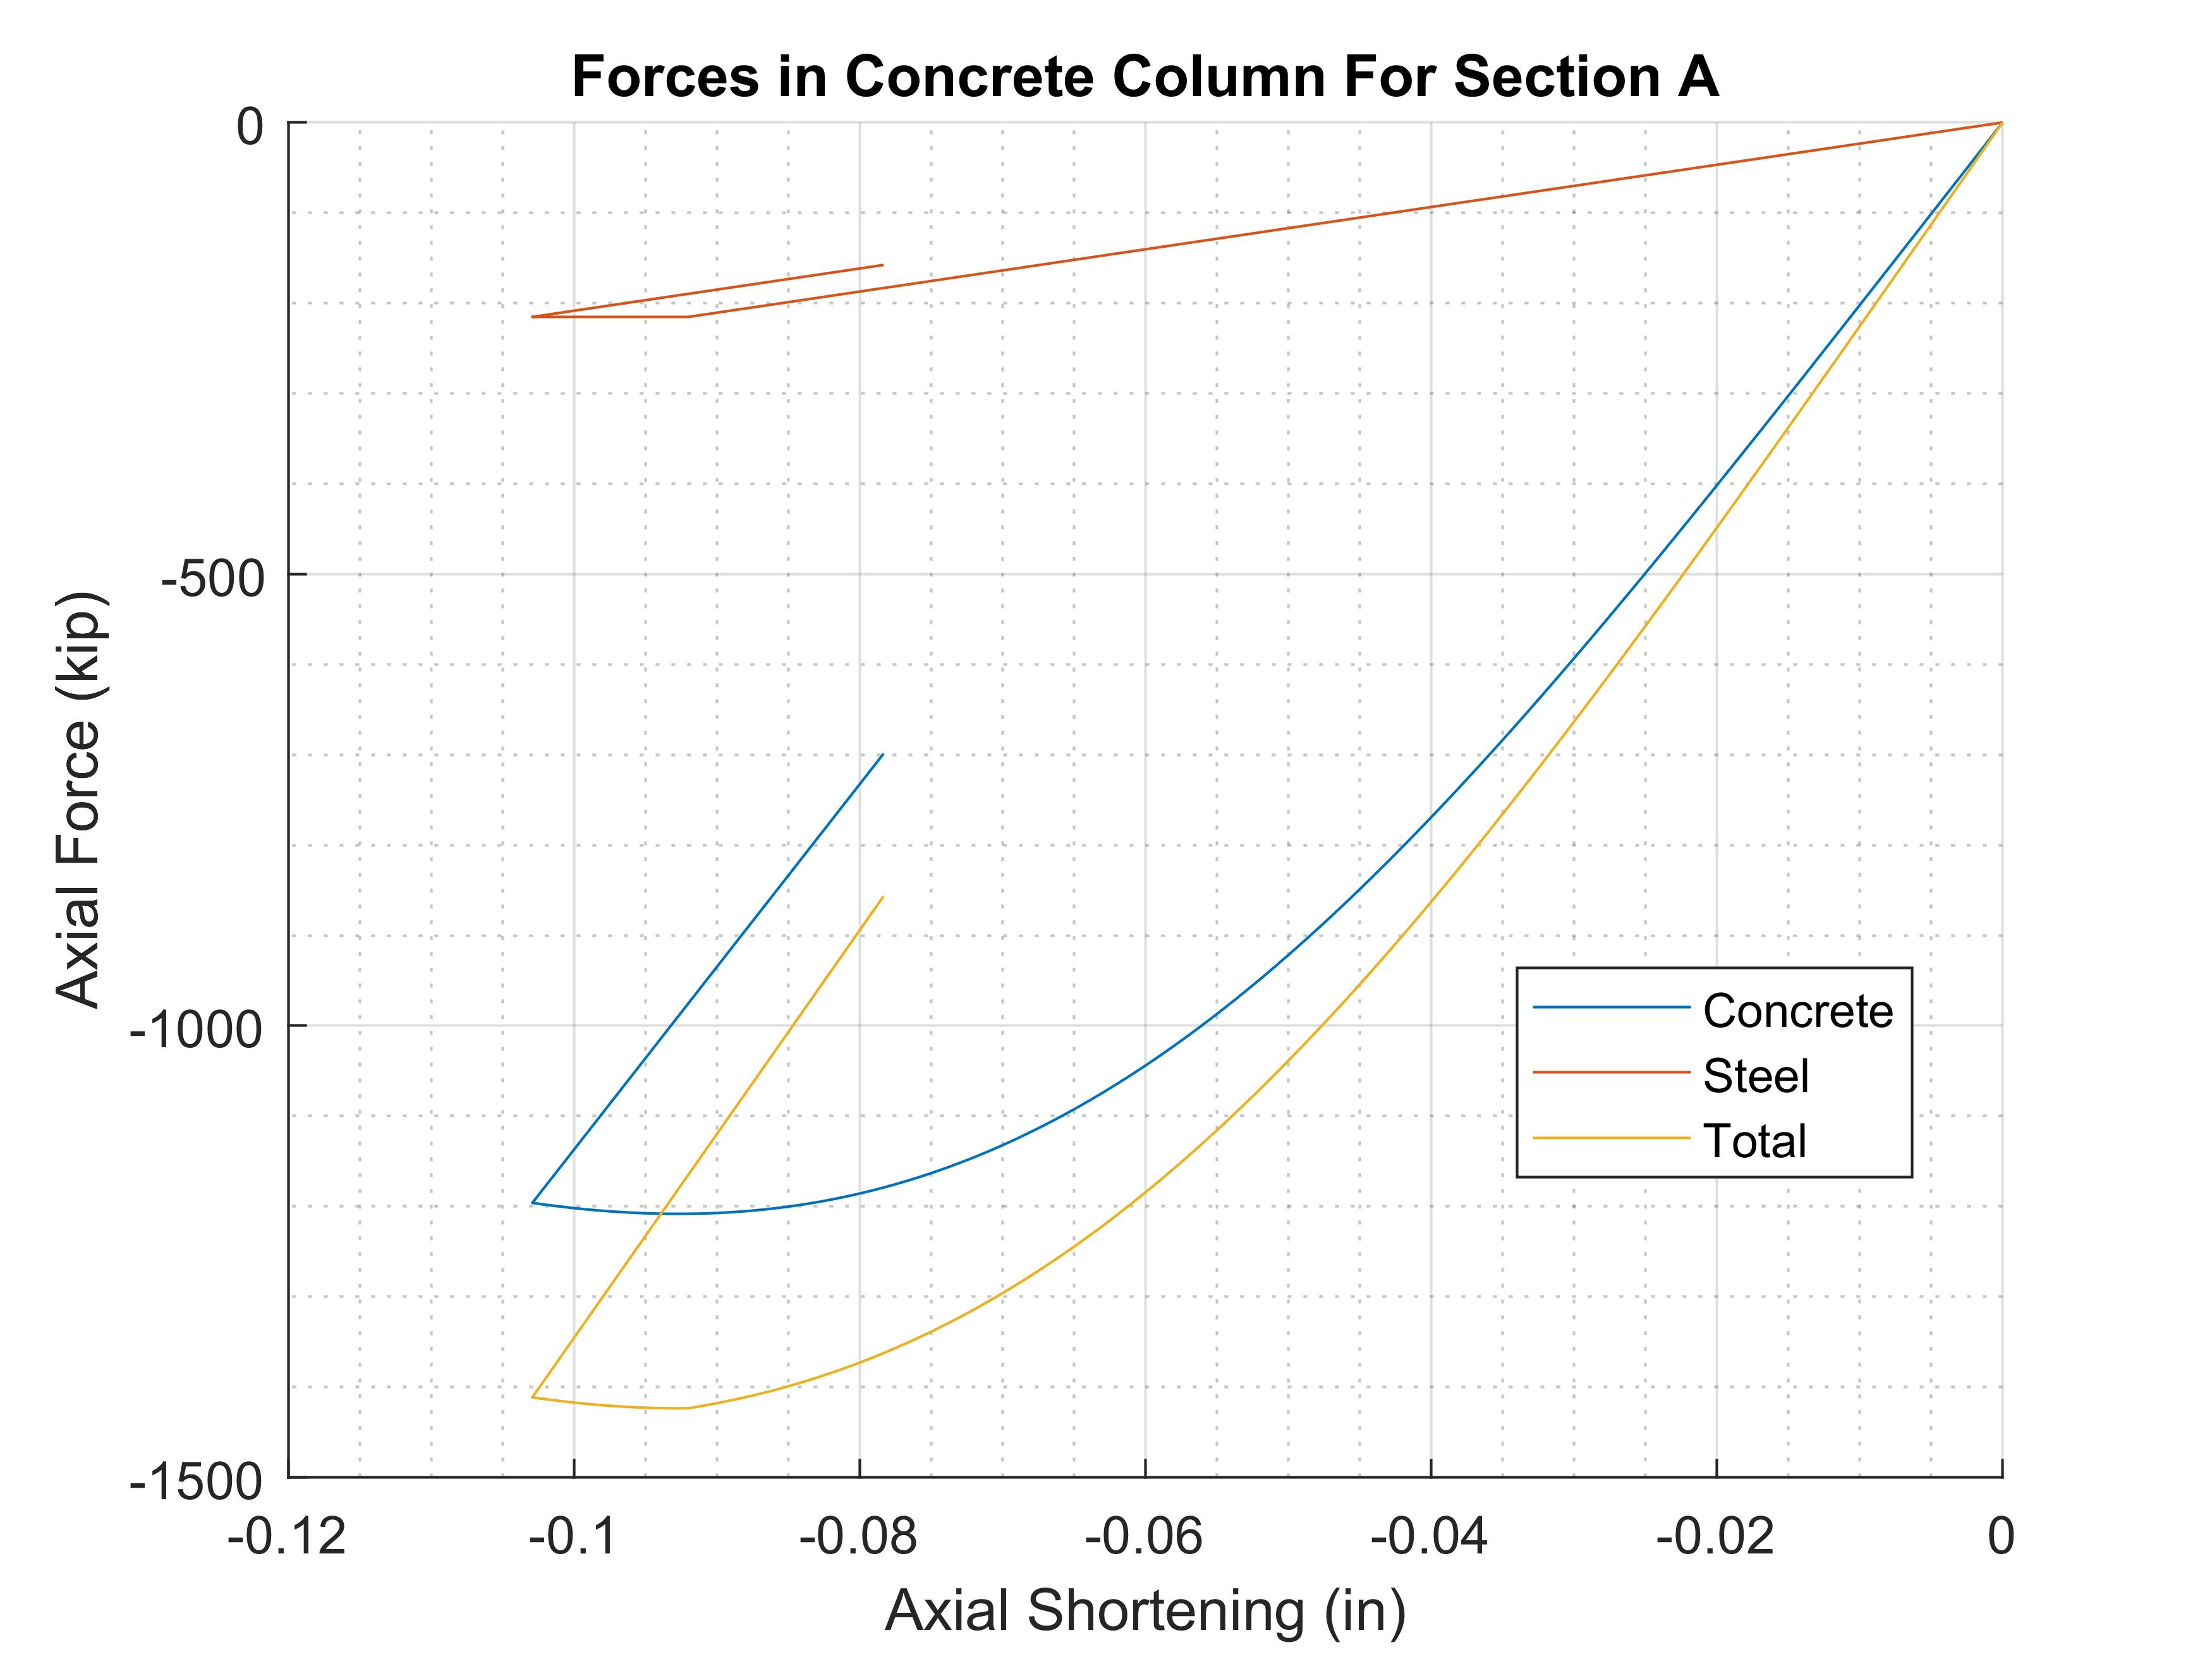 Forces in Concrete Column For Section A
0
-500
-1000
-1500
Axial Force (kip)
Concrete
Steel
Total
-0.12 -0.1 -0.08 -0.06 -0.04 -0.02 0
Axial Shortening (in)